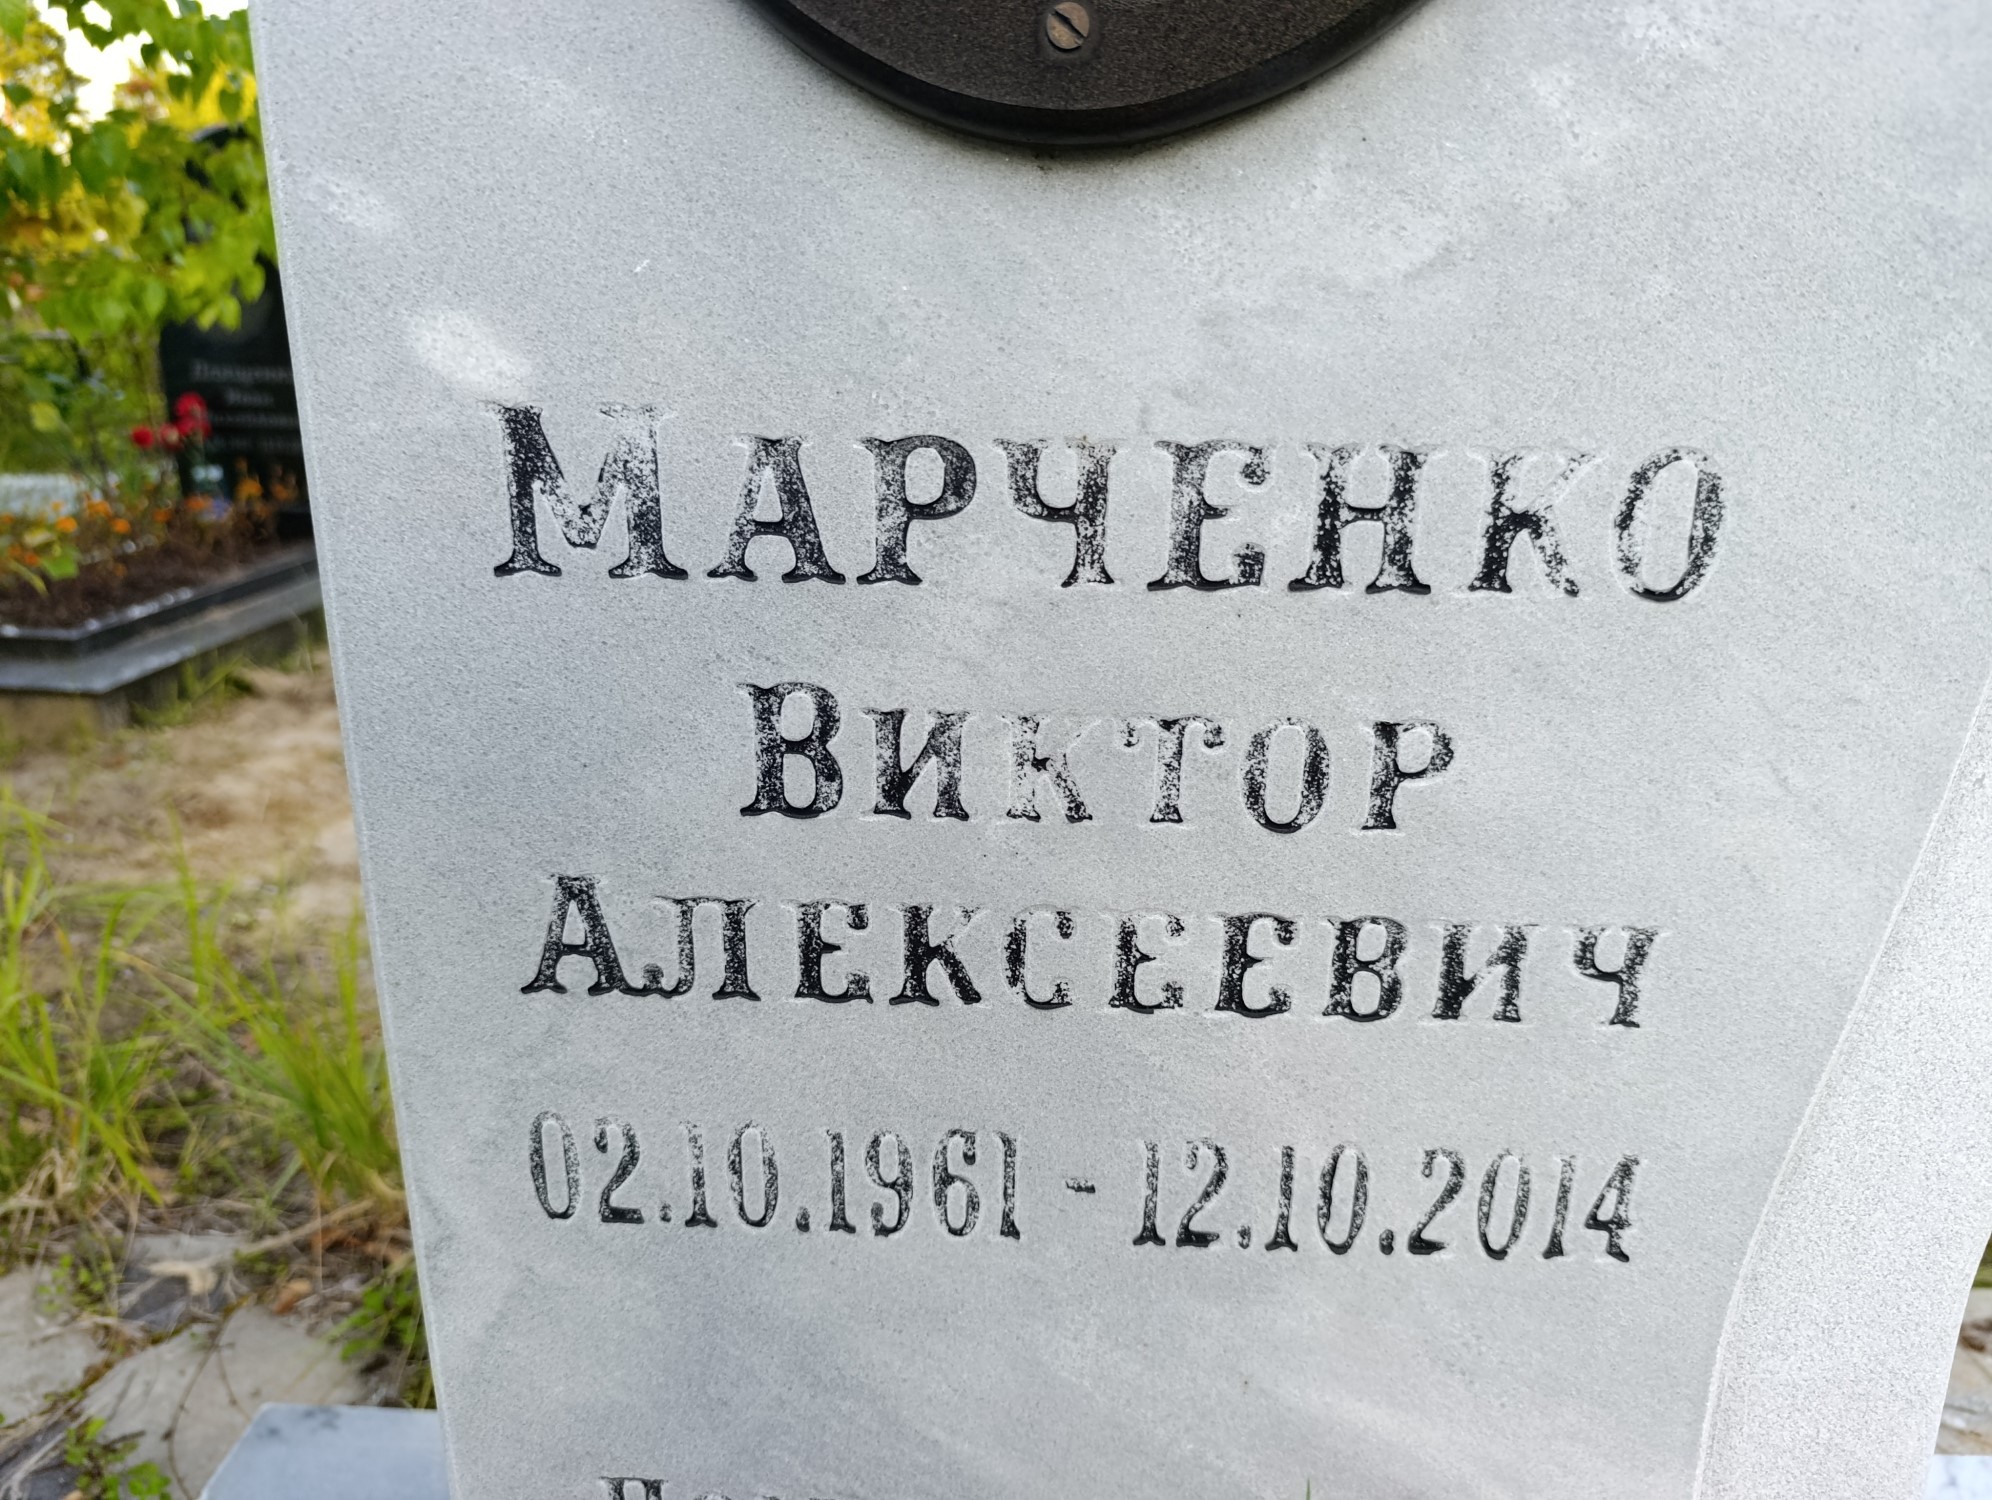 Марченко
Виктор
Алексеевич
02.10.1961 - 12.10.2014